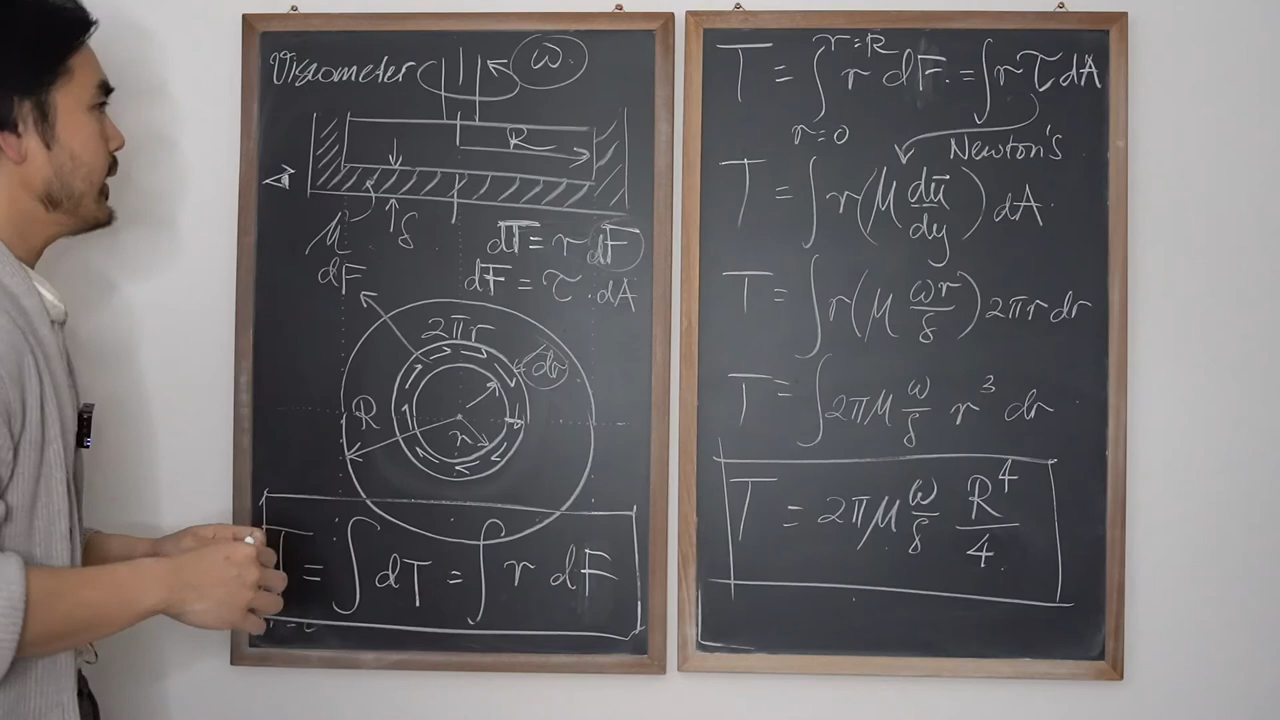 Viscometer ω
R
μ δ
dT = r dF
dF dF = τ · dA
2πr
dr
R
r
T = ∫ dT = ∫ r dF
T = ∫ r=0 r=R r dF = ∫ r τ dA
Newton's
T = ∫ r (μ du/dy) dA
T = ∫ r (μ ωr/δ) 2πr dr
T = ∫ 2πμ ω/δ r³ dr
T = 2πμ ω/δ R⁴/4